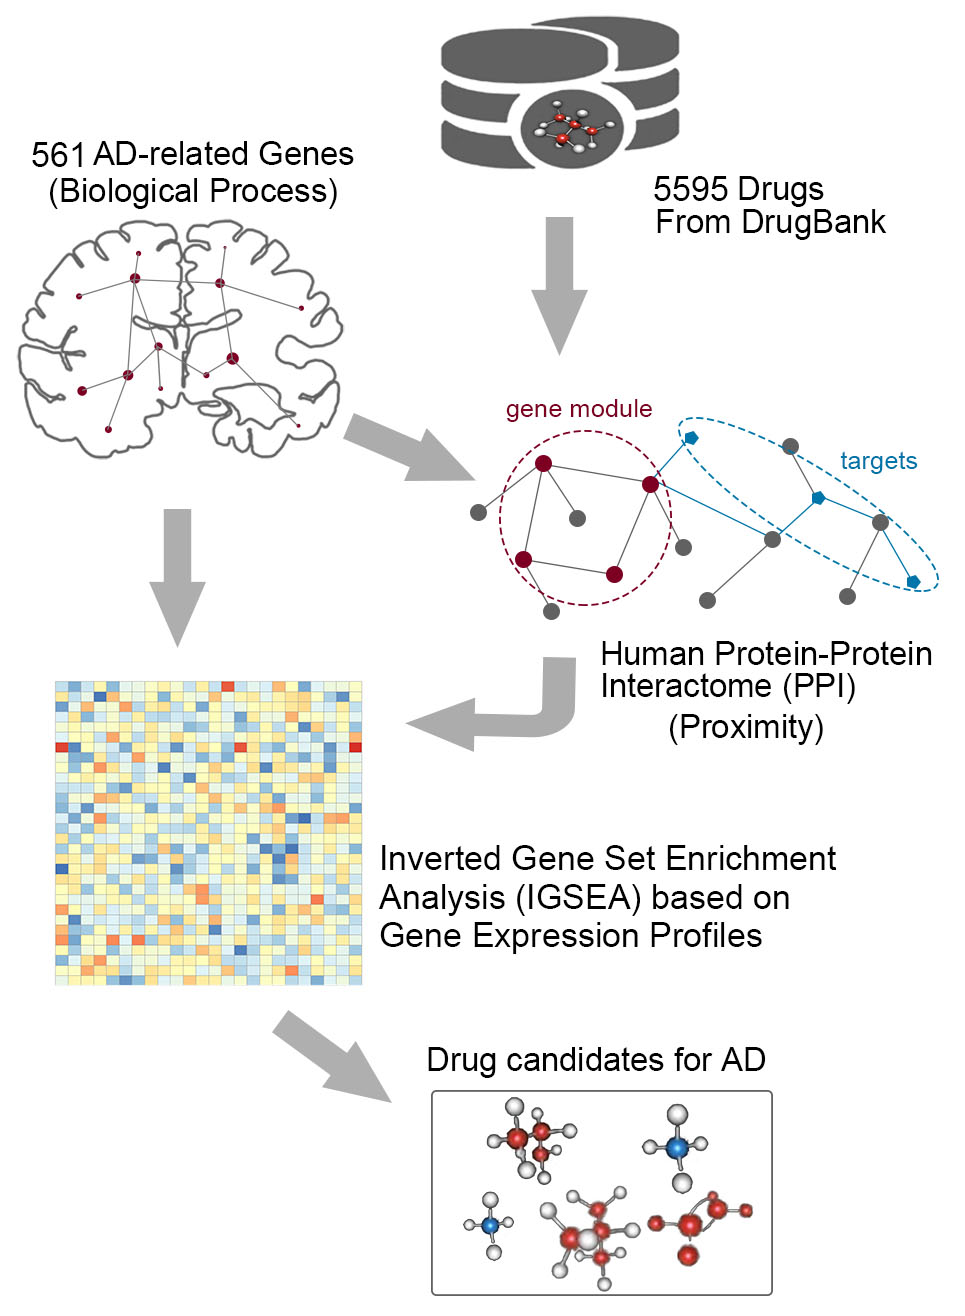 561 AD-related Genes
(Biological Process)
5595 Drugs
From DrugBank
gene module
targets
Human Protein-Protein
Interactome (PPI)
(Proximity)
Inverted Gene Set Enrichment
Analysis (IGSEA) based on
Gene Expression Profiles
Drug candidates for AD